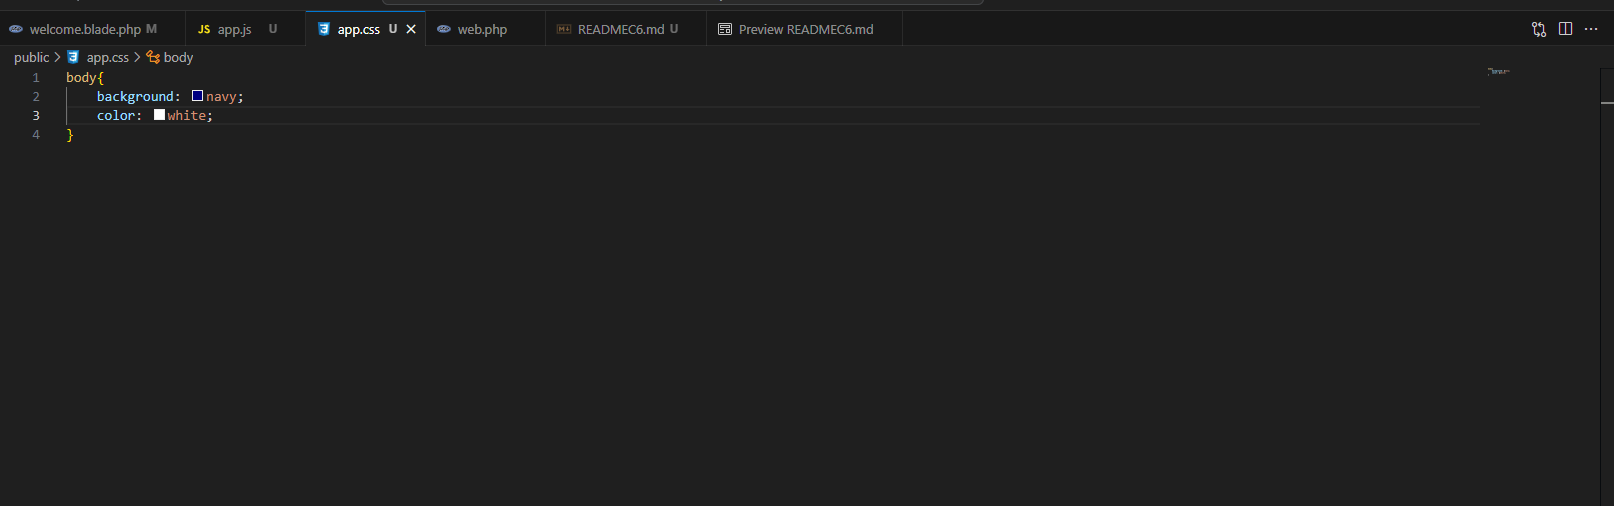 welcome.blade.php M JS app.js U app.css U web.php READMEC6.md U Preview READMEC6.md
public > app.css > body
1 body{
2 background: navy;
3 color: white;
4 }